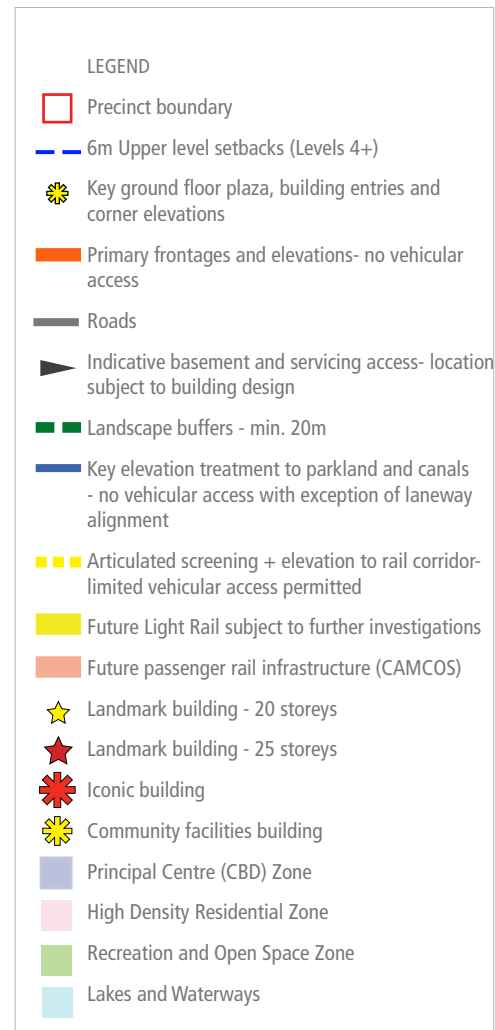 LEGEND
Precinct boundary
6m Upper level setbacks (Levels 4+)
Key ground floor plaza, building entries and
corner elevations
Primary frontages and elevations- no vehicular
access
Roads
Indicative basement and servicing access- location
subject to building design
Landscape buffers - min. 20m
Key elevation treatment to parkland and canals
- no vehicular access with exception of laneway
alignment
Articulated screening + elevation to rail corridor-
limited vehicular access permitted
Future Light Rail subject to further investigations
Future passenger rail infrastructure (CAMCOS)
Landmark building - 20 storeys
Landmark building - 25 storeys
Iconic building
Community facilities building
Principal Centre (CBD) Zone
High Density Residential Zone
Recreation and Open Space Zone
Lakes and Waterways